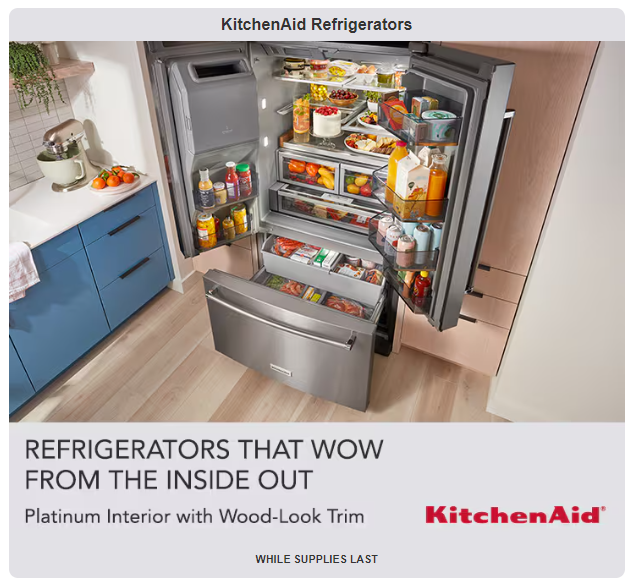 KitchenAid Refrigerators
REFRIGERATORS THAT WOW
FROM THE INSIDE OUT
Platinum Interior with Wood-Look Trim
KitchenAid®
WHILE SUPPLIES LAST